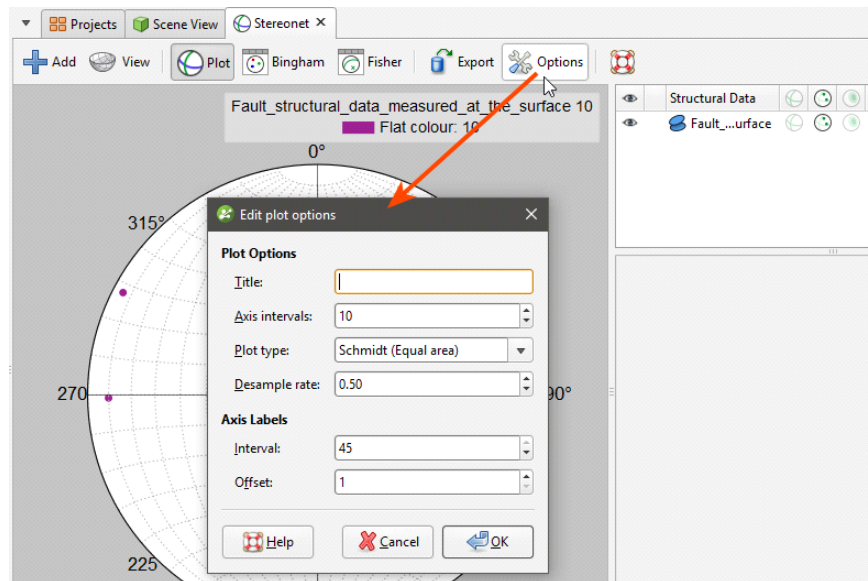 Projects Scene View Stereonet
Add View Plot Bingham Fisher Export Options
Fault_structural_data_measured_at_the_surface 10
Flat colour: 10
Structural Data
Fault_...urface
0°
315°
270
90°
225
Edit plot options
Plot Options
Title:
Axis intervals: 10
Plot type: Schmidt (Equal area)
Desample rate: 0.50
Axis Labels
Interval: 45
Offset: 1
Help Cancel OK